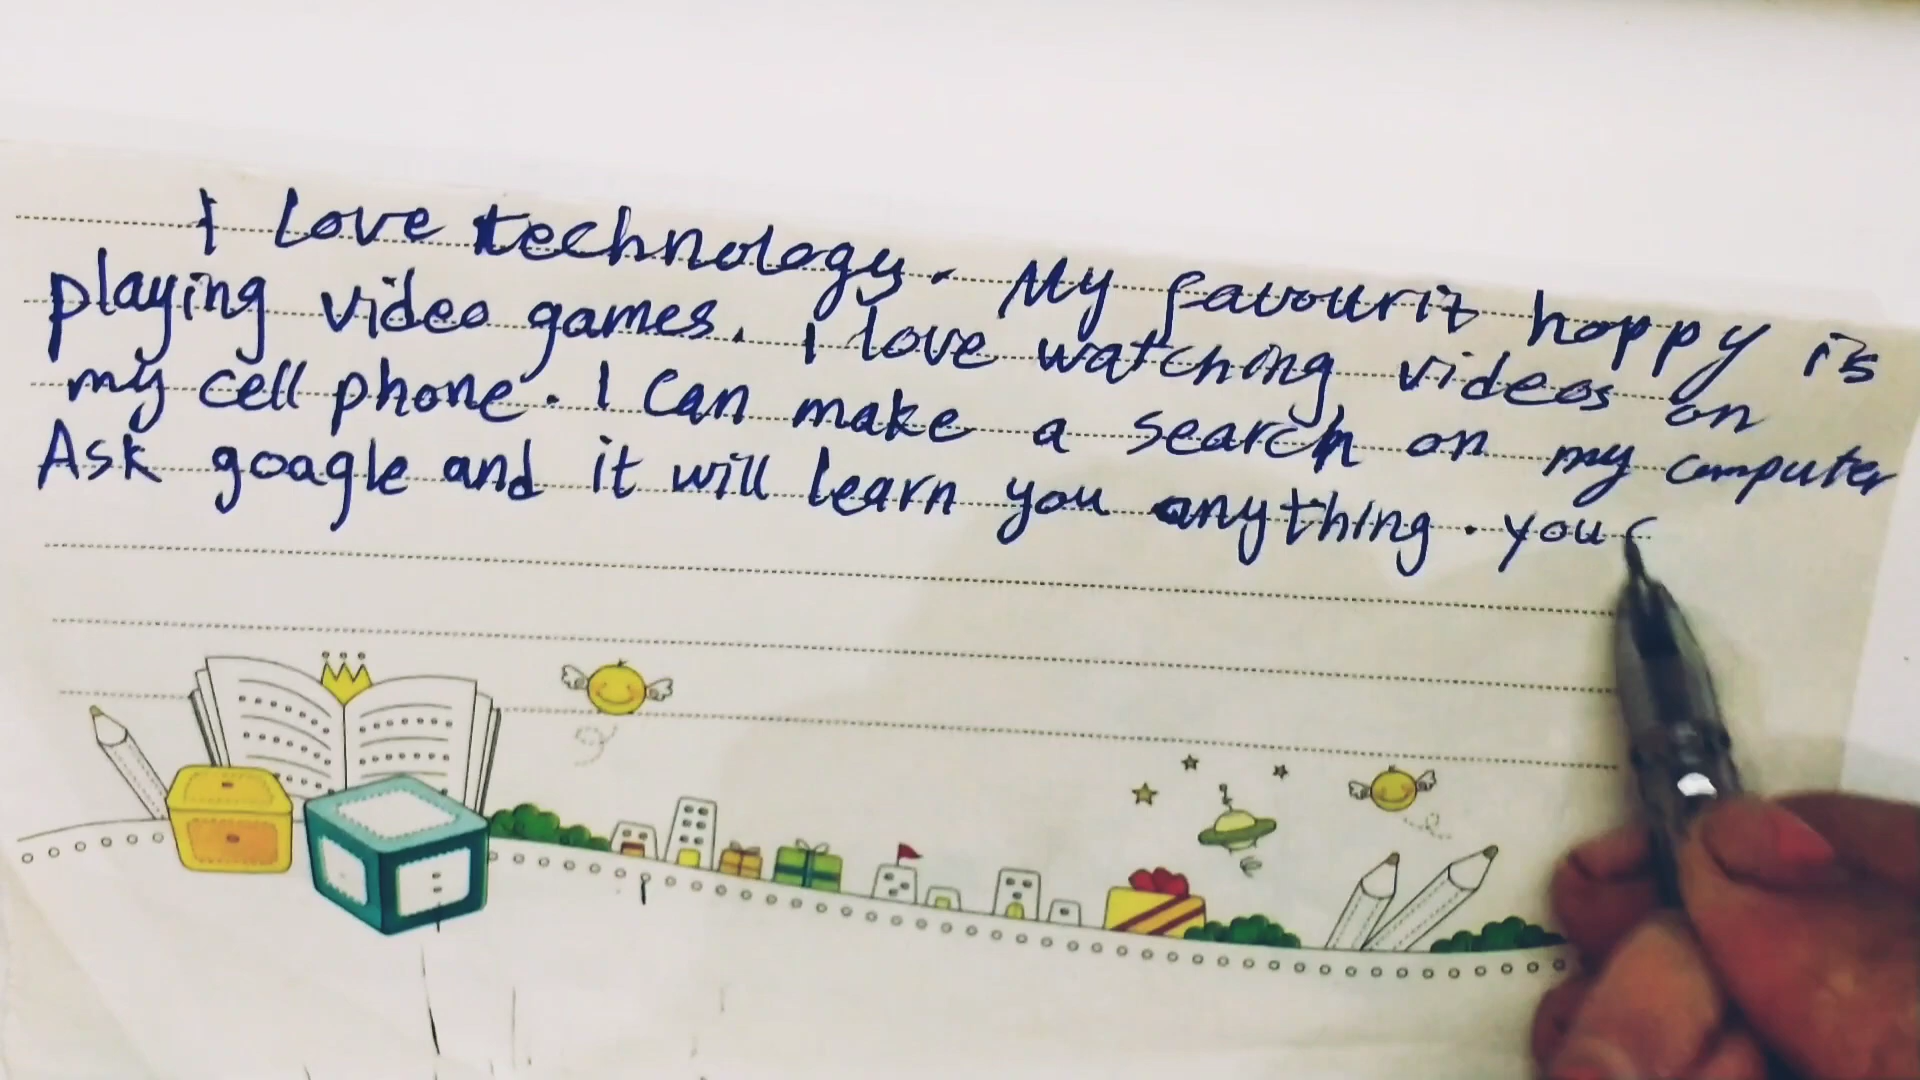 I love technology. My favourit hoppy is
playing video games. I love watching videos on
my cell phone. I can make a search on my computer
Ask goagle and it will learn you anything. you c